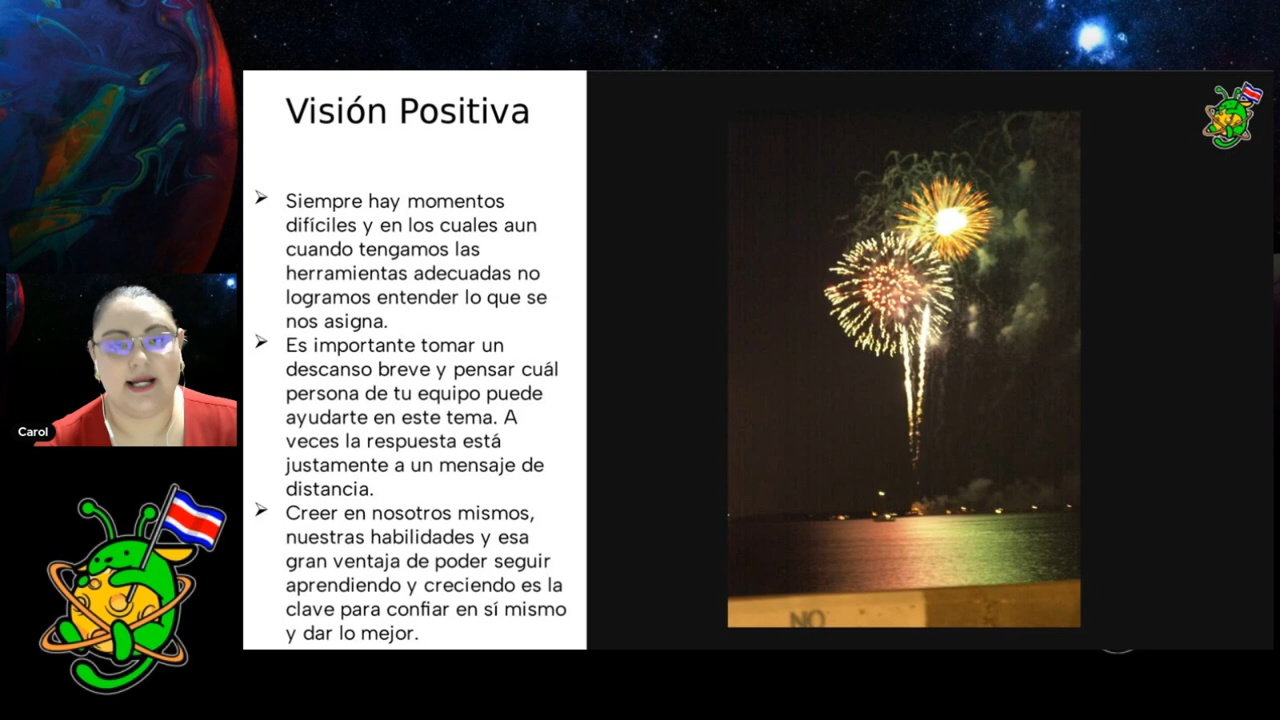 Visión Positiva
Siempre hay momentos
difíciles y en los cuales aun
cuando tengamos las
herramientas adecuadas no
logramos entender lo que se
nos asigna.
Es importante tomar un
descanso breve y pensar cuál
persona de tu equipo puede
ayudarte en este tema. A
veces la respuesta está
justamente a un mensaje de
distancia.
Creer en nosotros mismos,
nuestras habilidades y esa
gran ventaja de poder seguir
aprendiendo y creciendo es la
clave para confiar en sí mismo
y dar lo mejor.
Carol
NO